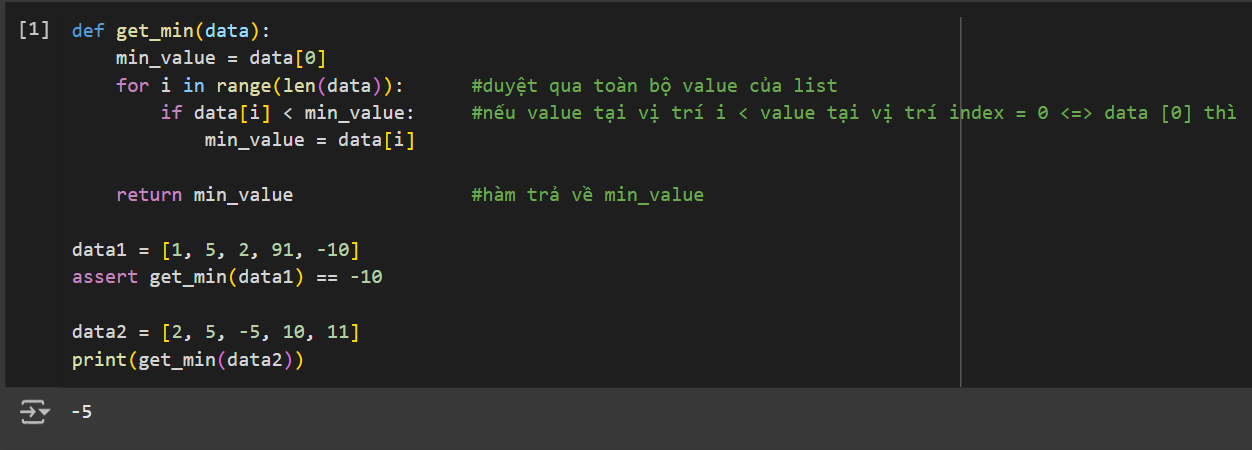 [1] def get_min(data):
    min_value = data[0]
    for i in range(len(data)):      #duyệt qua toàn bộ value của list
        if data[i] < min_value:     #nếu value tại vị trí i < value tại vị trí index = 0 <=> data [0] thì
            min_value = data[i]
    return min_value                #hàm trả về min_value
data1 = [1, 5, 2, 91, -10]
assert get_min(data1) == -10
data2 = [2, 5, -5, 10, 11]
print(get_min(data2))
-5